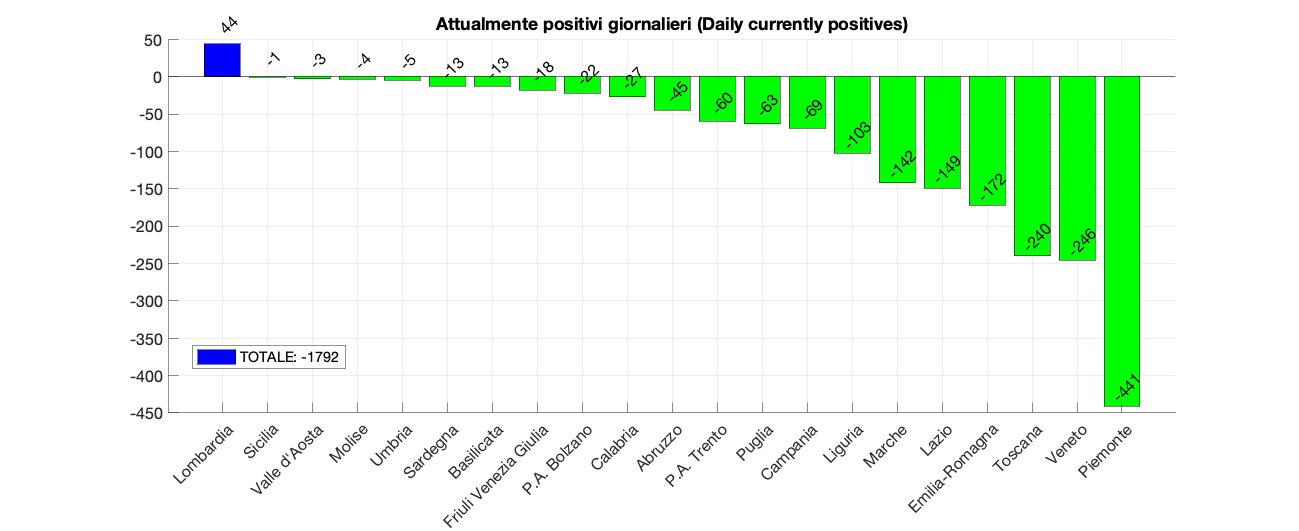 Attualmente positivi giornalieri (Daily currently positives)
50
0
-50
-100
-150
-200
-250
-300
-350
-400
-450
44
-1
-3
-4
-5
-13
-13
-18
-22
-27
-45
-60
-63
-69
-103
-142
-149
-172
-240
-246
-441
TOTALE: -1792
Lombardia
Sicilia
Valle d'Aosta
Molise
Umbria
Sardegna
Basilicata
Friuli Venezia Giulia
P.A. Bolzano
Calabria
Abruzzo
P.A. Trento
Puglia
Campania
Liguria
Marche
Lazio
Emilia-Romagna
Toscana
Veneto
Piemonte